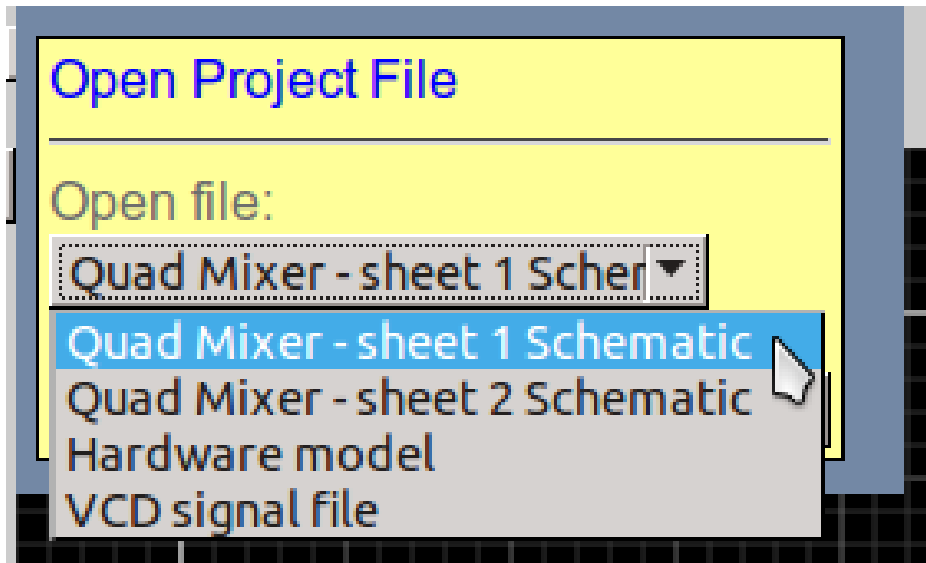 Open Project File
Open file:
Quad Mixer - sheet 1 Scher
Quad Mixer - sheet 1 Schematic
Quad Mixer - sheet 2 Schematic
Hardware model
VCD signal file